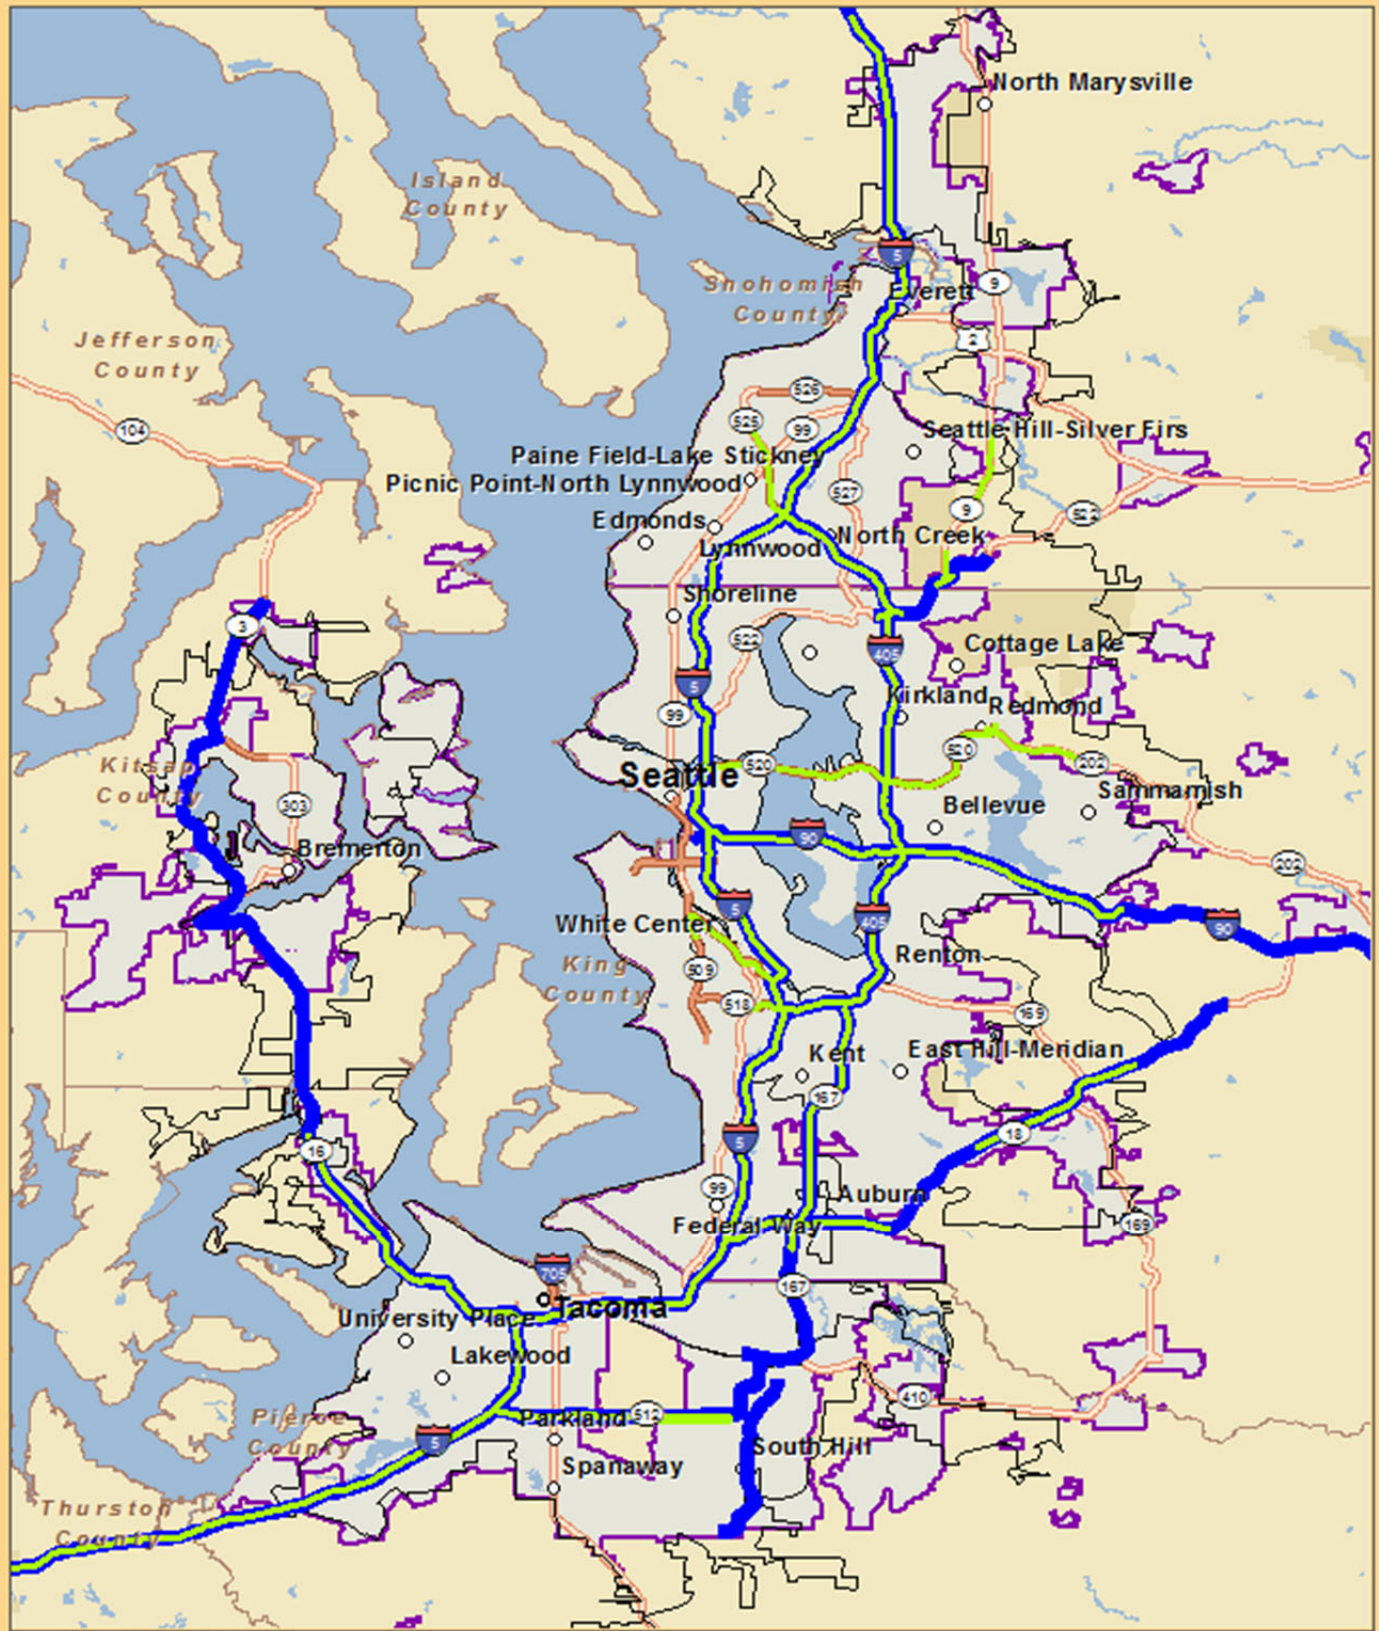 North Marysville
Island
County
5
Snohomish
County
Everett
9
2
Jefferson
County
526
104
525
99
Seattle Hill-Silver Firs
Paine Field-Lake Stickney
Picnic Point-North Lynnwood
527
9
522
Edmonds
North Creek
Lynnwood
Shoreline
3
522
405
Cottage Lake
5
Kirkland
Redmond
99
520
Kitsap
County
Seattle
520
202
Sammamish
303
Bellevue
90
Bremerton
202
5
405
White Center
90
King
County
509
Renton
518
169
Kent
East Hill-Meridian
167
5
18
16
99
Auburn
Federal Way
169
705
167
Tacoma
University Place
Lakewood
410
Pierce
County
Parkland
512
5
South Hill
Spanaway
Thurston
County